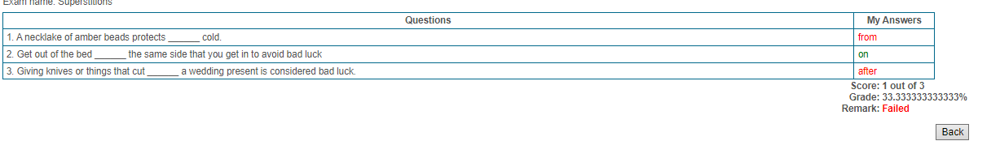 Exam name: Superstitions
Questions My Answers
1. A necklake of amber beads protects ______ cold. from
2. Get out of the bed ______ the same side that you get in to avoid bad luck on
3. Giving knives or things that cut ______ a wedding present is considered bad luck. after
Score: 1 out of 3
Grade: 33.333333333333%
Remark: Failed
Back